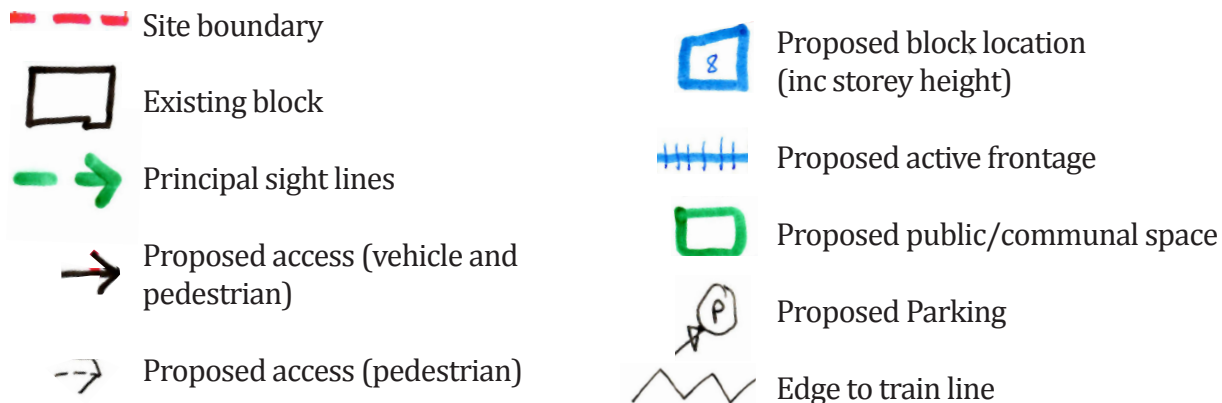 Site boundary
Existing block
Principal sight lines
Proposed access (vehicle and
pedestrian)
Proposed access (pedestrian)
8
Proposed block location
(inc storey height)
Proposed active frontage
Proposed public/communal space
P
Proposed Parking
Edge to train line